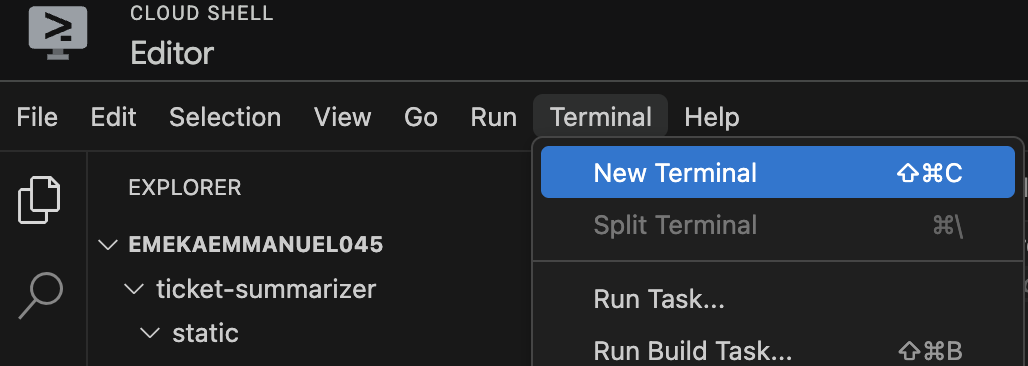 CLOUD SHELL
Editor
File Edit Selection View Go Run Terminal Help
EXPLORER
EMEKAEMMANUEL045
ticket-summarizer
static
New Terminal ⇧⌘C
Split Terminal ⌘\
Run Task...
Run Build Task... ⇧⌘B